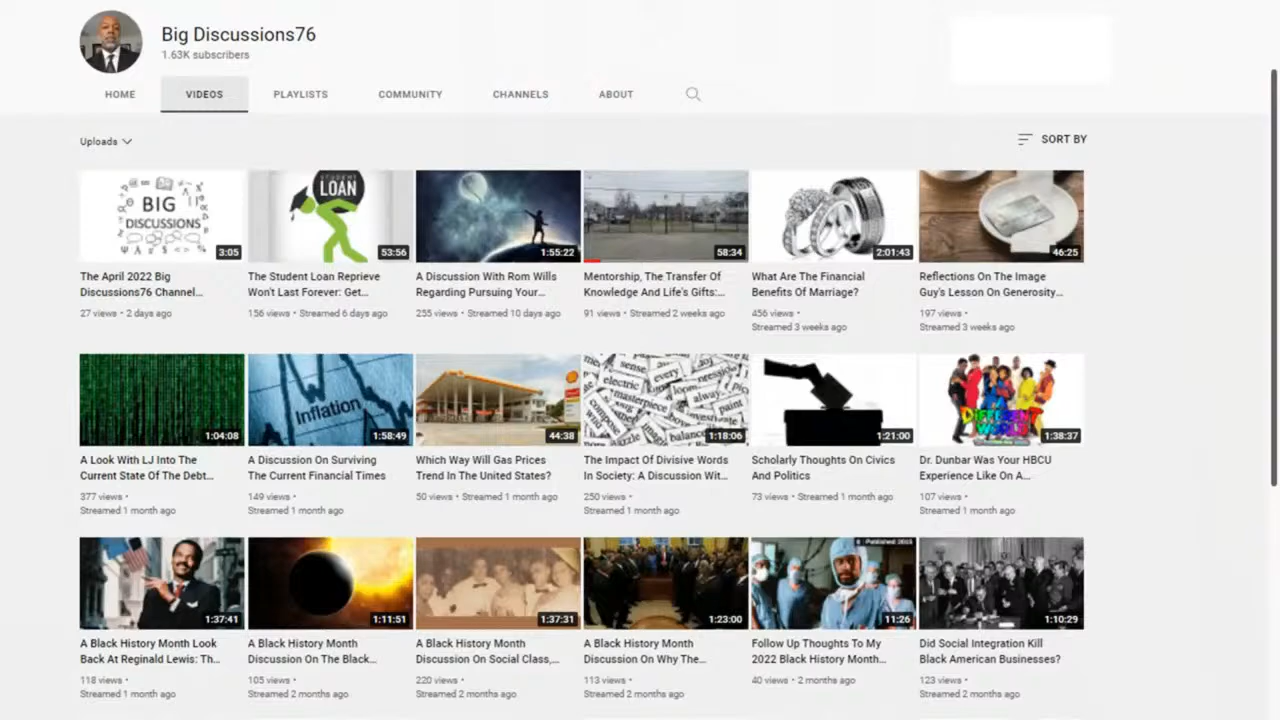 Big Discussions76
1.63K subscribers
HOME VIDEOS PLAYLISTS COMMUNITY CHANNELS ABOUT
Uploads SORT BY
BIG
DISCUSSIONS
3:05
STUDENT
LOAN
53:56
1:55:22
58:34
2:01:43
46:25
The April 2022 Big
Discussions76 Channel...
27 views • 2 days ago
The Student Loan Reprieve
Won't Last Forever: Get...
156 views • Streamed 6 days ago
A Discussion With Rom Wills
Regarding Pursuing Your...
255 views • Streamed 10 days ago
Mentorship, The Transfer Of
Knowledge And Life's Gifts:...
91 views • Streamed 2 weeks ago
What Are The Financial
Benefits Of Marriage?
456 views •
Streamed 3 weeks ago
Reflections On The Image
Guy's Lesson On Generosity...
197 views •
Streamed 3 weeks ago
1:04:08
Inflation
1:58:49
44:38
sense
every
electric
masterpiece
always
paint
balance
1:18:06
1:21:00
DIFFERENT
WORLD
1:38:37
A Look With LJ Into The
Current State Of The Debt...
377 views •
Streamed 1 month ago
A Discussion On Surviving
The Current Financial Times
149 views •
Streamed 1 month ago
Which Way Will Gas Prices
Trend In The United States?
50 views • Streamed 1 month ago
The Impact Of Divisive Words
In Society: A Discussion Wit...
250 views •
Streamed 1 month ago
Scholarly Thoughts On Civics
And Politics
73 views • Streamed 1 month ago
Dr. Dunbar Was Your HBCU
Experience Like On A...
107 views •
Streamed 1 month ago
1:37:41
1:11:51
1:37:31
1:23:00
Published 2015
11:26
1:10:29
A Black History Month Look
Back At Reginald Lewis: Th...
118 views •
Streamed 1 month ago
A Black History Month
Discussion On The Black...
105 views •
Streamed 2 months ago
A Black History Month
Discussion On Social Class,...
220 views •
Streamed 2 months ago
A Black History Month
Discussion On Why The...
113 views •
Streamed 2 months ago
Follow Up Thoughts To My
2022 Black History Month...
40 views • 2 months ago
Did Social Integration Kill
Black American Businesses?
123 views •
Streamed 2 months ago